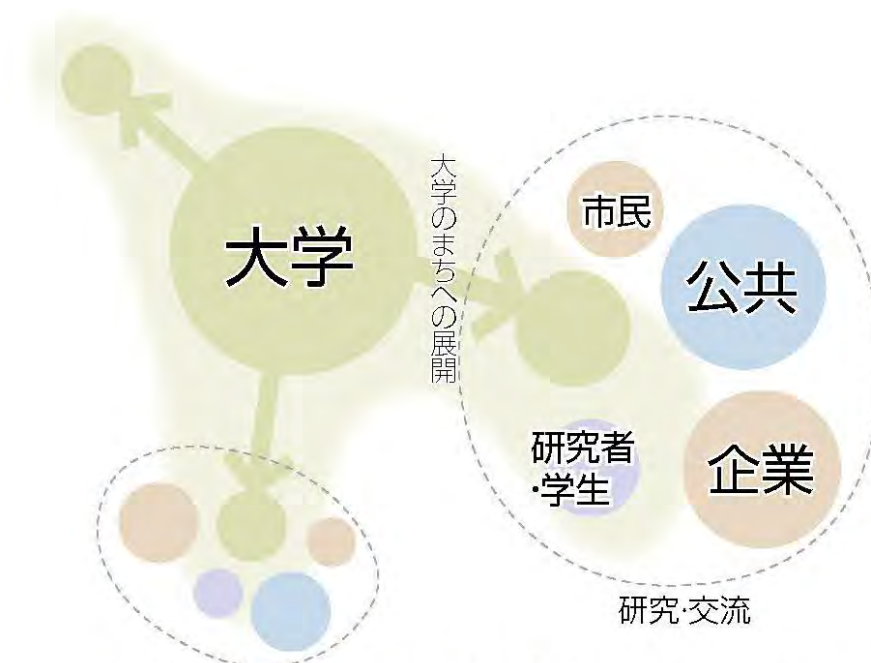 大学
大学のまちへの展開
市民
公共
研究者
・学生
企業
研究・交流